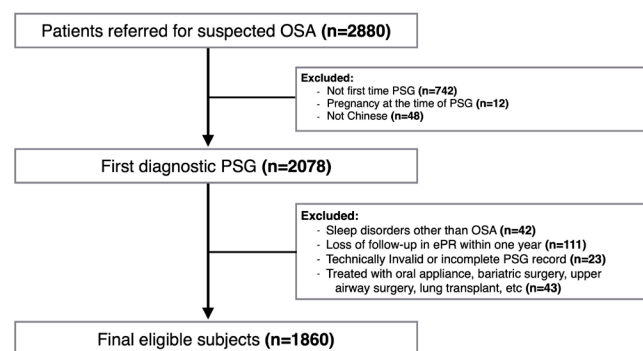 Patients referred for suspected OSA (n=2880)
Excluded:
- Not first time PSG (n=742)
- Pregnancy at the time of PSG (n=12)
- Not Chinese (n=48)
First diagnostic PSG (n=2078)
Excluded:
- Sleep disorders other than OSA (n=42)
- Loss of follow-up in ePR within one year (n=111)
- Technically Invalid or incomplete PSG record (n=23)
- Treated with oral appliance, bariatric surgery, upper
airway surgery, lung transplant, etc (n=43)
Final eligible subjects (n=1860)